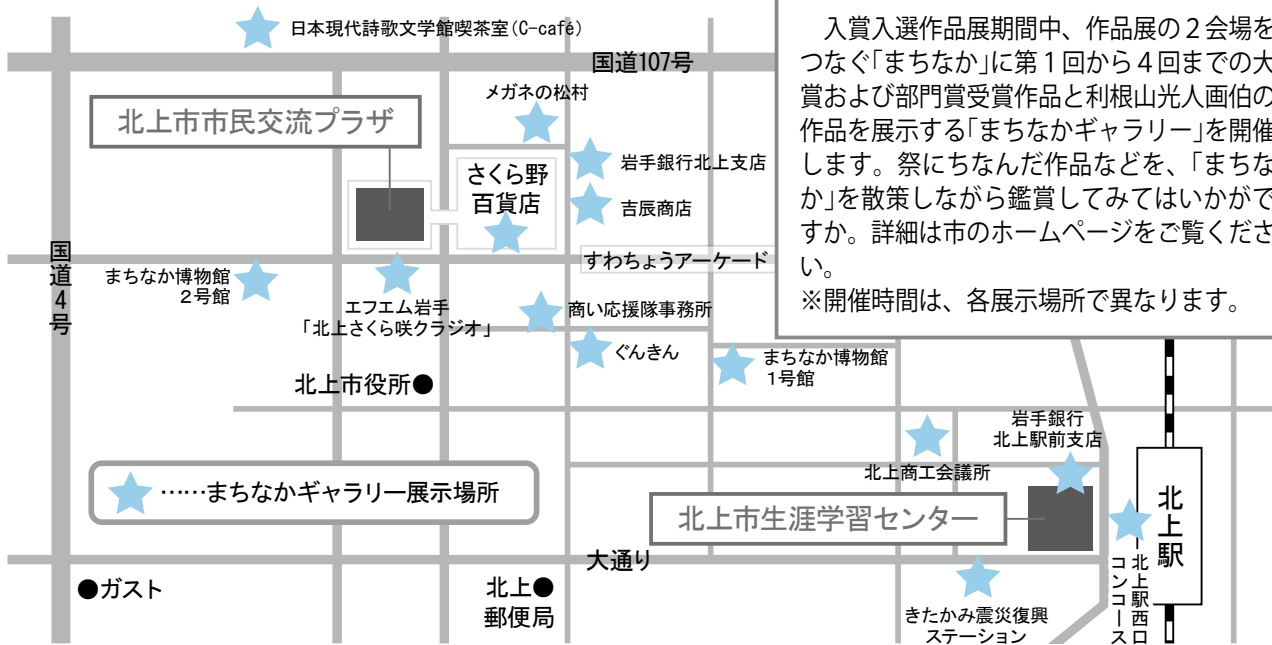 日本現代詩歌文学館喫茶室（C-café）
国道107号
メガネの松村
北上市市民交流プラザ
さくら野
百貨店
岩手銀行北上支店
吉辰商店
国道4号
すわちょうアーケード
まちなか博物館
2号館
エフエム岩手
「北上さくら咲クラジオ」
商い応援隊事務所
ぐんきん
まちなか博物館
1号館
北上市役所●
岩手銀行
北上駅前支店
北上商工会議所
……まちなかギャラリー展示場所
北上市生涯学習センター
北上駅
北上駅西口
コンコース
大通り
●ガスト
北上●
郵便局
きたかみ震災復興
ステーション
入賞入選作品展期間中、作品展の２会場を
つなぐ「まちなか」に第１回から４回までの大
賞および部門賞受賞作品と利根山光人画伯の
作品を展示する「まちなかギャラリー」を開催
します。祭にちなんだ作品などを、「まちな
か」を散策しながら鑑賞してみてはいかがで
すか。詳細は市のホームページをご覧くださ
い。
※開催時間は、各展示場所で異なります。